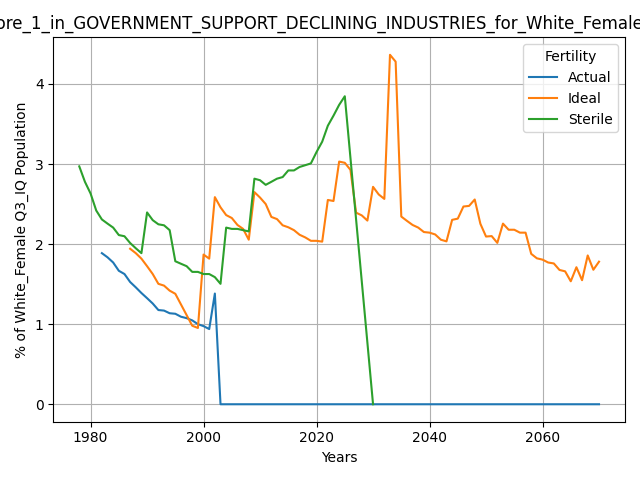 ore_1_in_GOVERNMENT_SUPPORT_DECLINING_INDUSTRIES_for_White_Female
Fertility
Actual
Ideal
Sterile
% of White_Female Q3_IQ Population
4
3
2
1
0
1980 2000 2020 2040 2060
Years